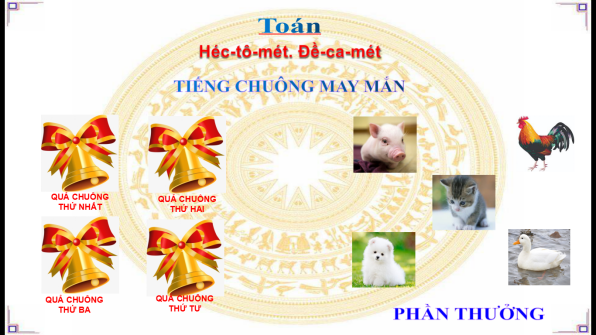 Toán
Héc-tô-mét. Đề-ca-mét
TIẾNG CHUÔNG MAY MẮN
QUẢ CHUÔNG
THỨ NHẤT
QUẢ CHUÔNG
THỨ HAI
QUẢ CHUÔNG
THỨ BA
QUẢ CHUÔNG
THỨ TƯ
PHẦN THƯỞNG